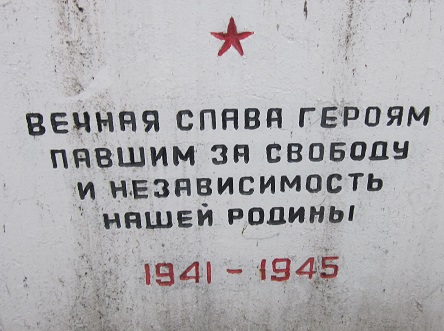 ВЕЧНАЯ СЛАВА ГЕРОЯМ
ПАВШИМ ЗА СВОБОДУ
И НЕЗАВИСИМОСТЬ
НАШЕЙ РОДИНЫ
1941 - 1945